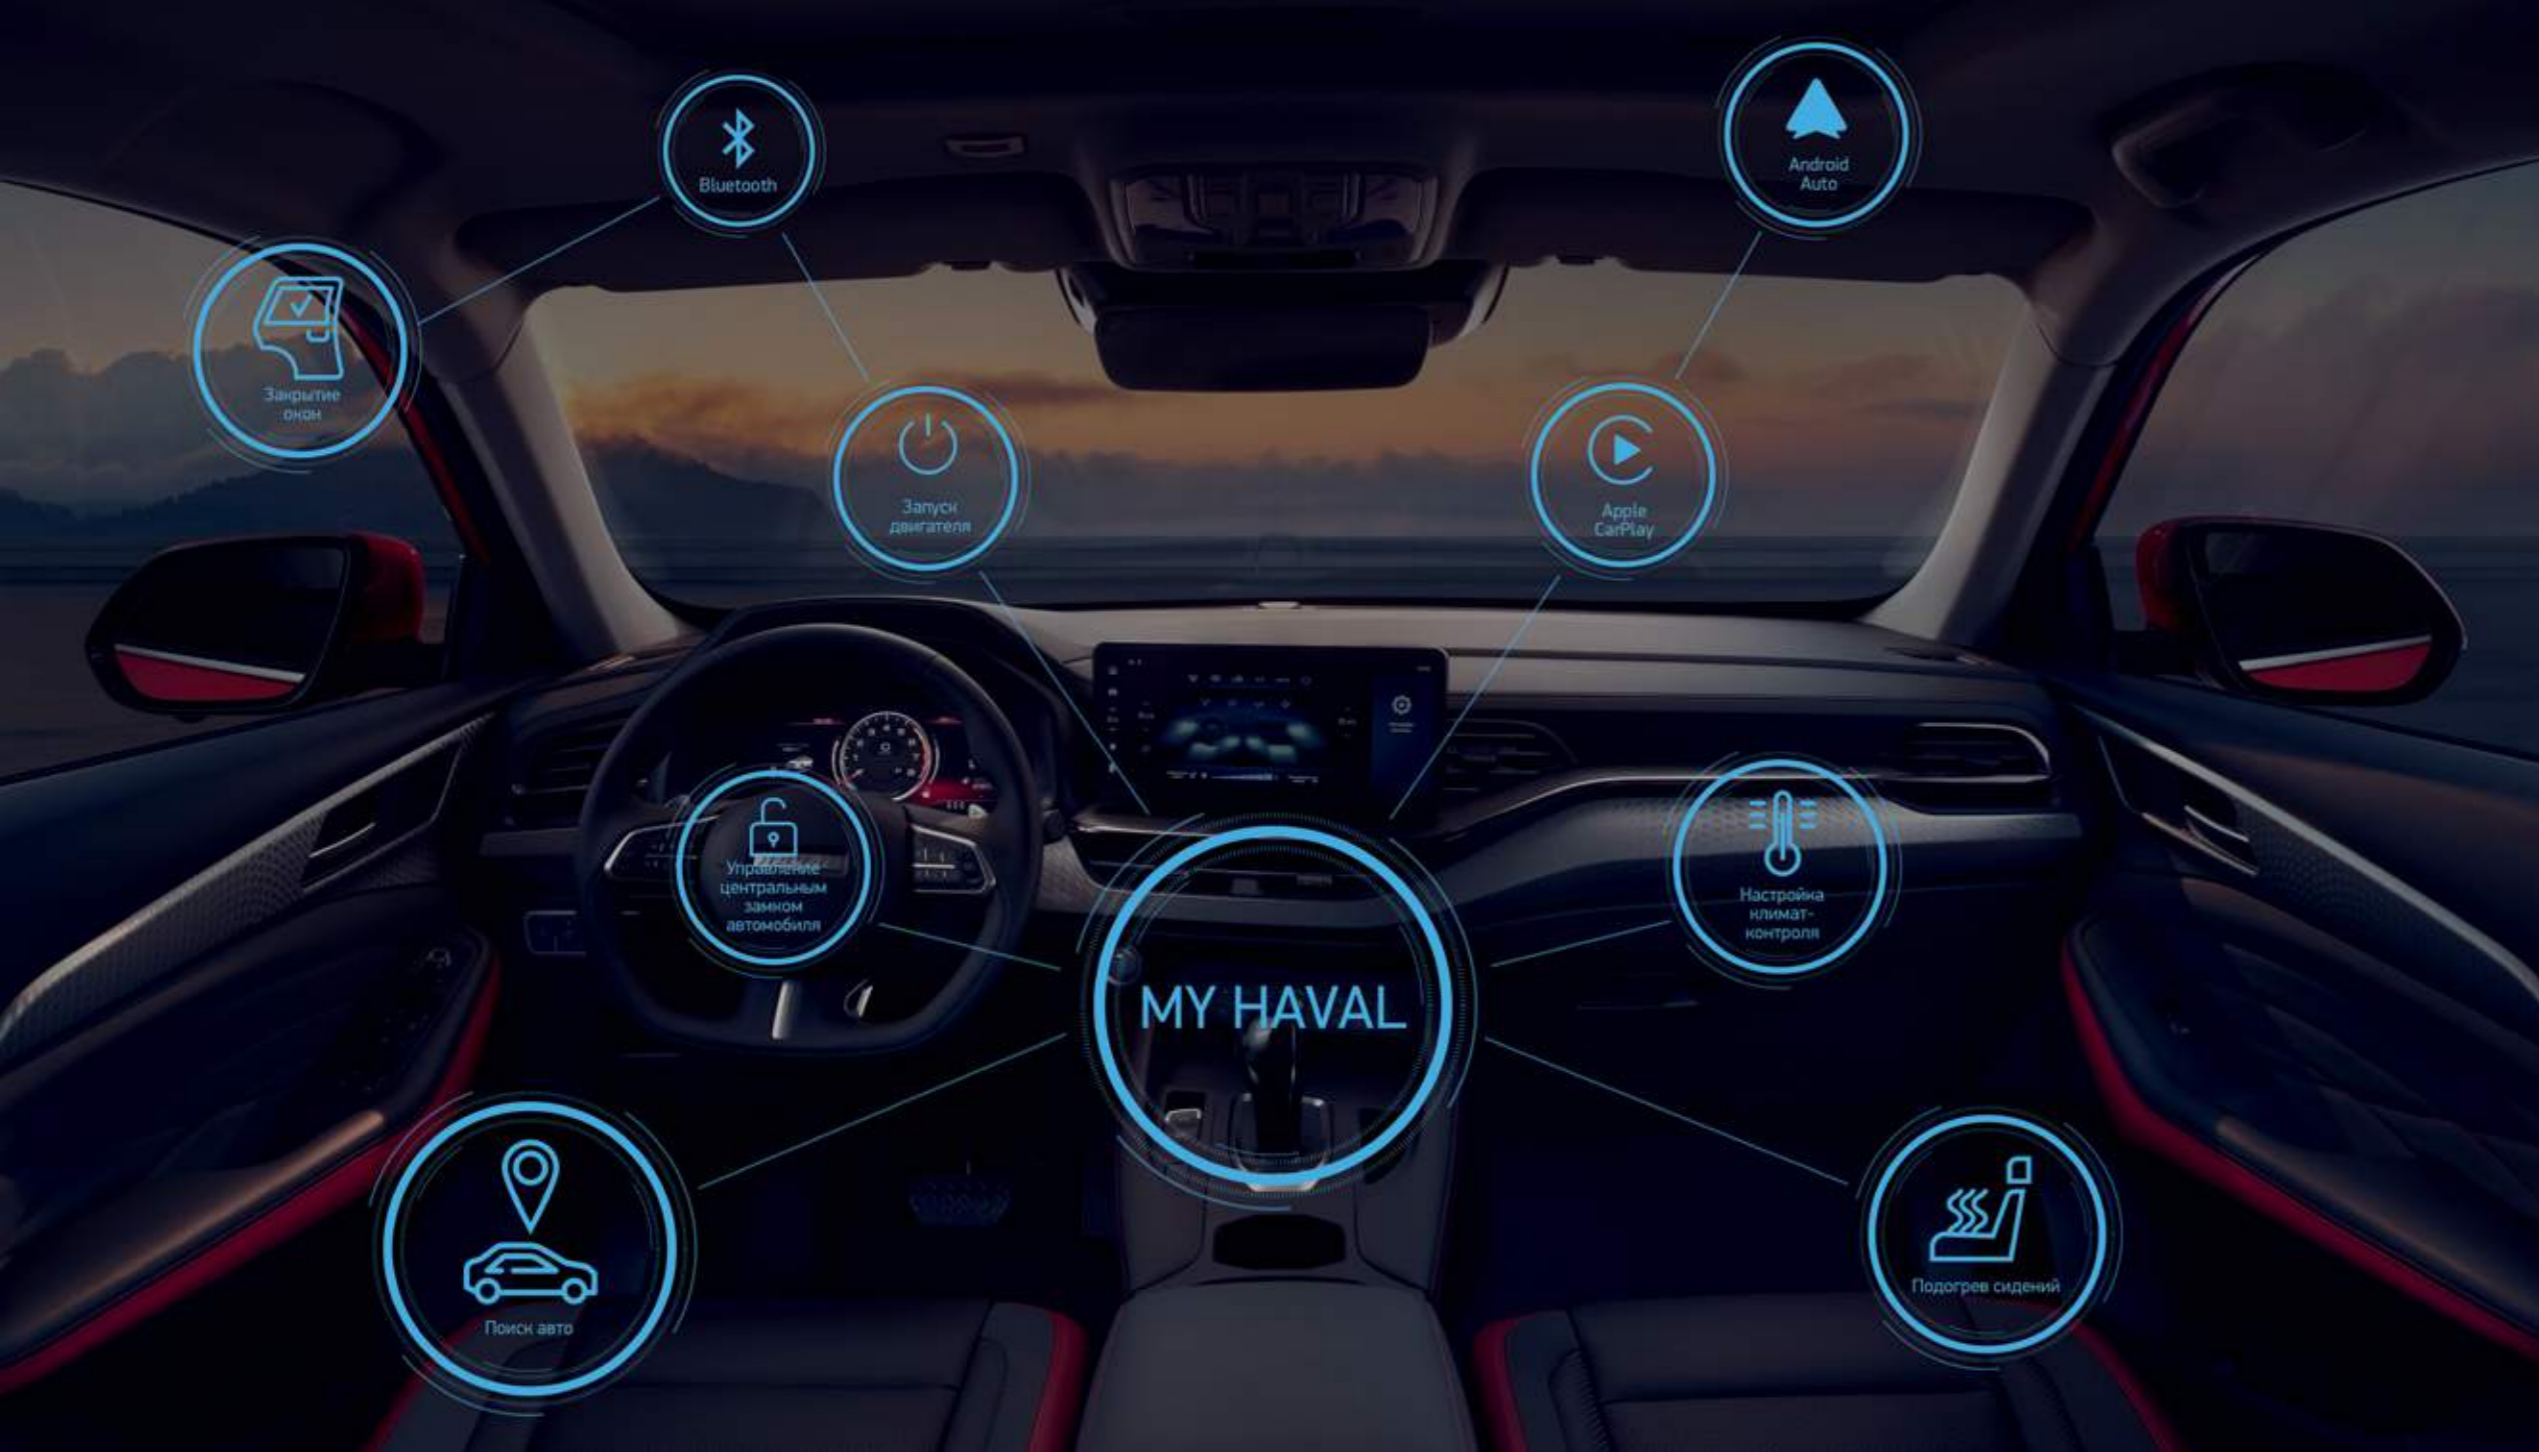 Bluetooth
Android
Auto
Закрытие
окон
Запуск
двигателя
Apple
CarPlay
Управление
центральным
замком
автомобиля
Настройка
климат-
контроля
MY HAVAL
Подогрев сидений
Поиск авто